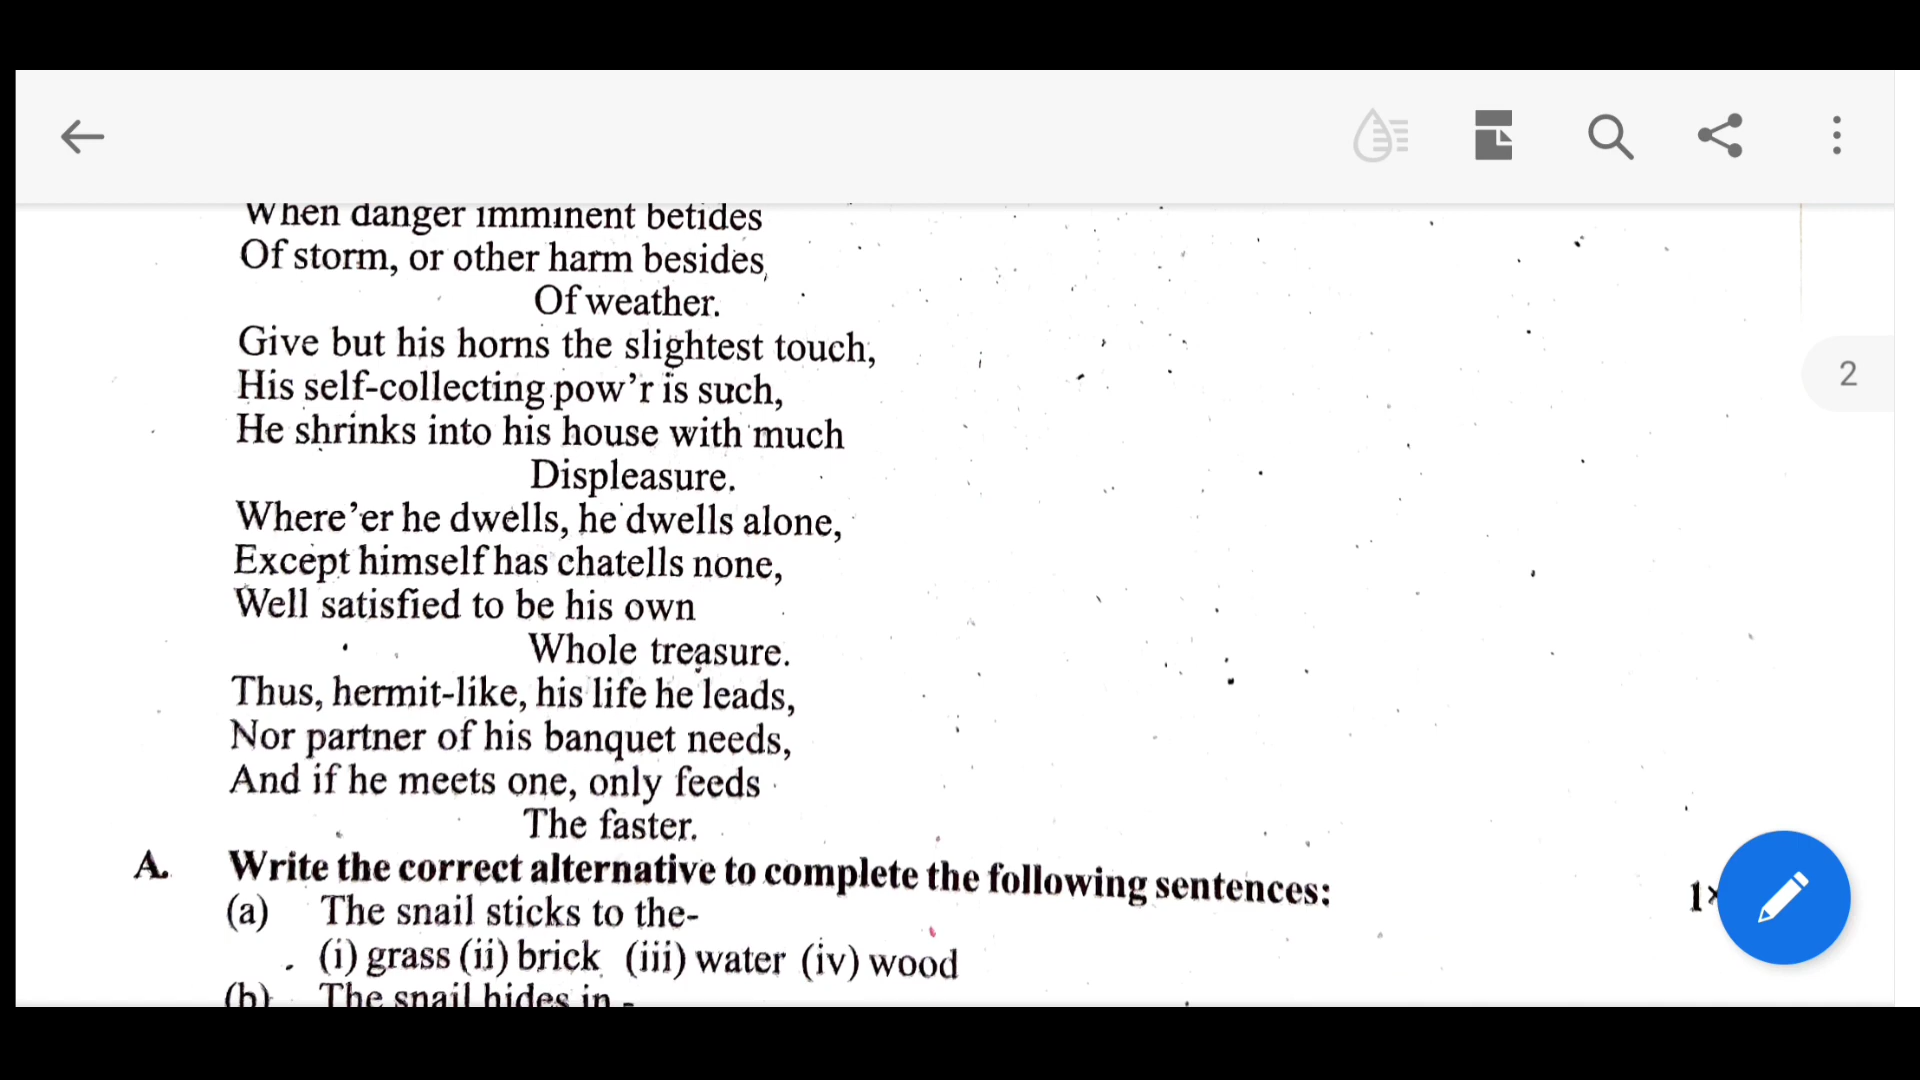 When danger imminent betides
Of storm, or other harm besides,
Of weather.
Give but his horns the slightest touch,
His self-collecting pow'r is such,
He shrinks into his house with much
Displeasure.
2
Where'er he dwells, he dwells alone,
Except himself has chatells none,
Well satisfied to be his own
Whole treasure.
Thus, hermit-like, his life he leads,
Nor partner of his banquet needs,
And if he meets one, only feeds
The faster.
A. Write the correct alternative to complete the following sentences: 1×
(a) The snail sticks to the-
(i) grass (ii) brick (iii) water (iv) wood
(b) The snail hides in -